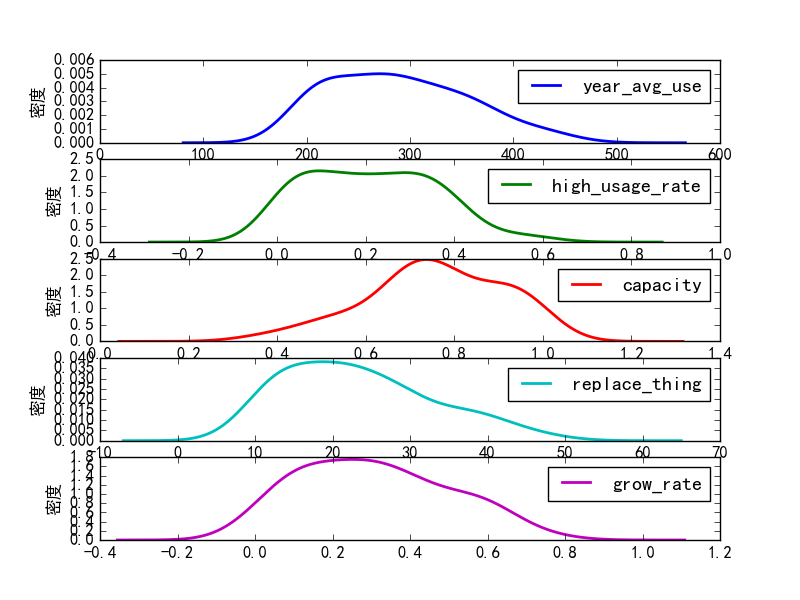 0.006
0.005
0.004
0.003
0.002
0.001
0.000
密度
year_avg_use
0 100 200 300 400 500 600
2.5
2.0
1.5
1.0
0.5
0.0
密度
high_usage_rate
-0.4 -0.2 0.0 0.2 0.4 0.6 0.8 1.0
2.5
2.0
1.5
1.0
0.5
0.0
密度
capacity
0.0 0.2 0.4 0.6 0.8 1.0 1.2 1.4
0.040
0.035
0.030
0.025
0.020
0.015
0.010
0.005
0.000
密度
replace_thing
-10 0 10 20 30 40 50 60 70
1.8
1.6
1.4
1.2
1.0
0.8
0.6
0.4
0.2
0.0
密度
grow_rate
-0.4 -0.2 0.0 0.2 0.4 0.6 0.8 1.0 1.2